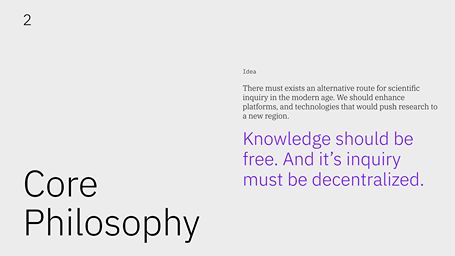 2
Idea
There must exists an alternative route for scientific
inquiry in the modern age. We should enhance
platforms, and technologies that would push research to
a new region.
Knowledge should be
free. And it’s inquiry
must be decentralized.
Core
Philosophy